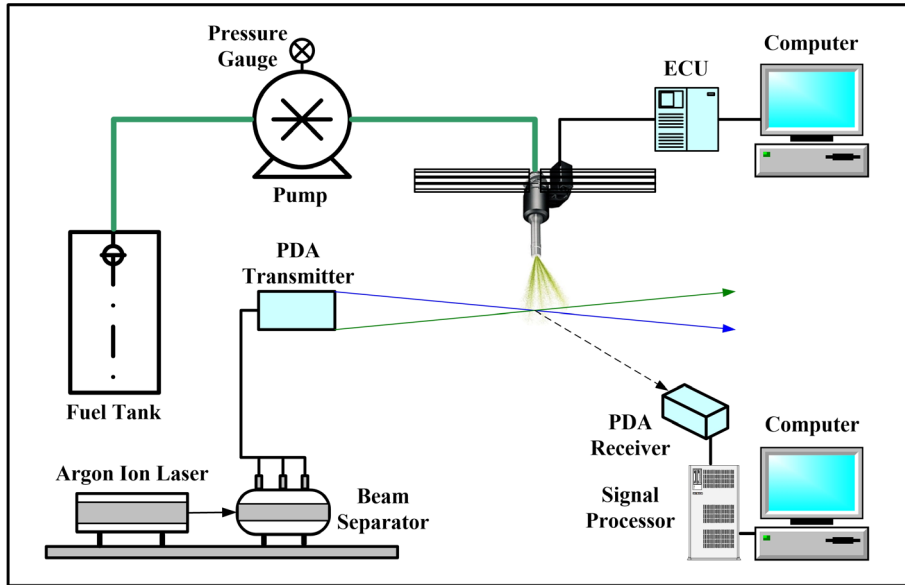 Pressure
Gauge
Computer
ECU
Pump
PDA
Transmitter
Fuel Tank
PDA
Receiver
Computer
Argon Ion Laser
Beam
Separator
Signal
Processor